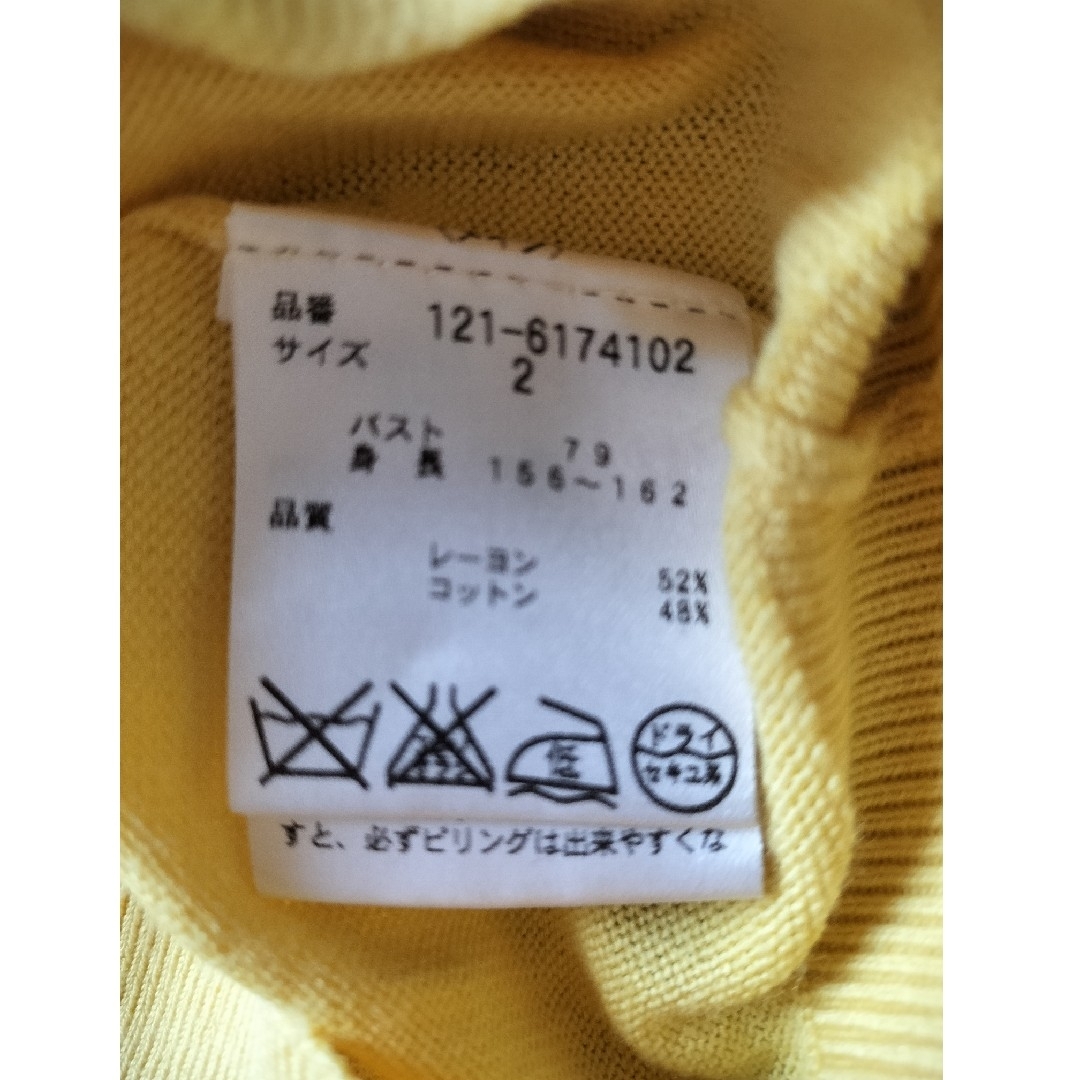 品番 121-6174102
サイズ 2
バスト 79
身長 156～162
品質
レーヨン 52%
コットン 48%
低
ドライ
セキユ系
すと、必ずピリングは出来やすくな